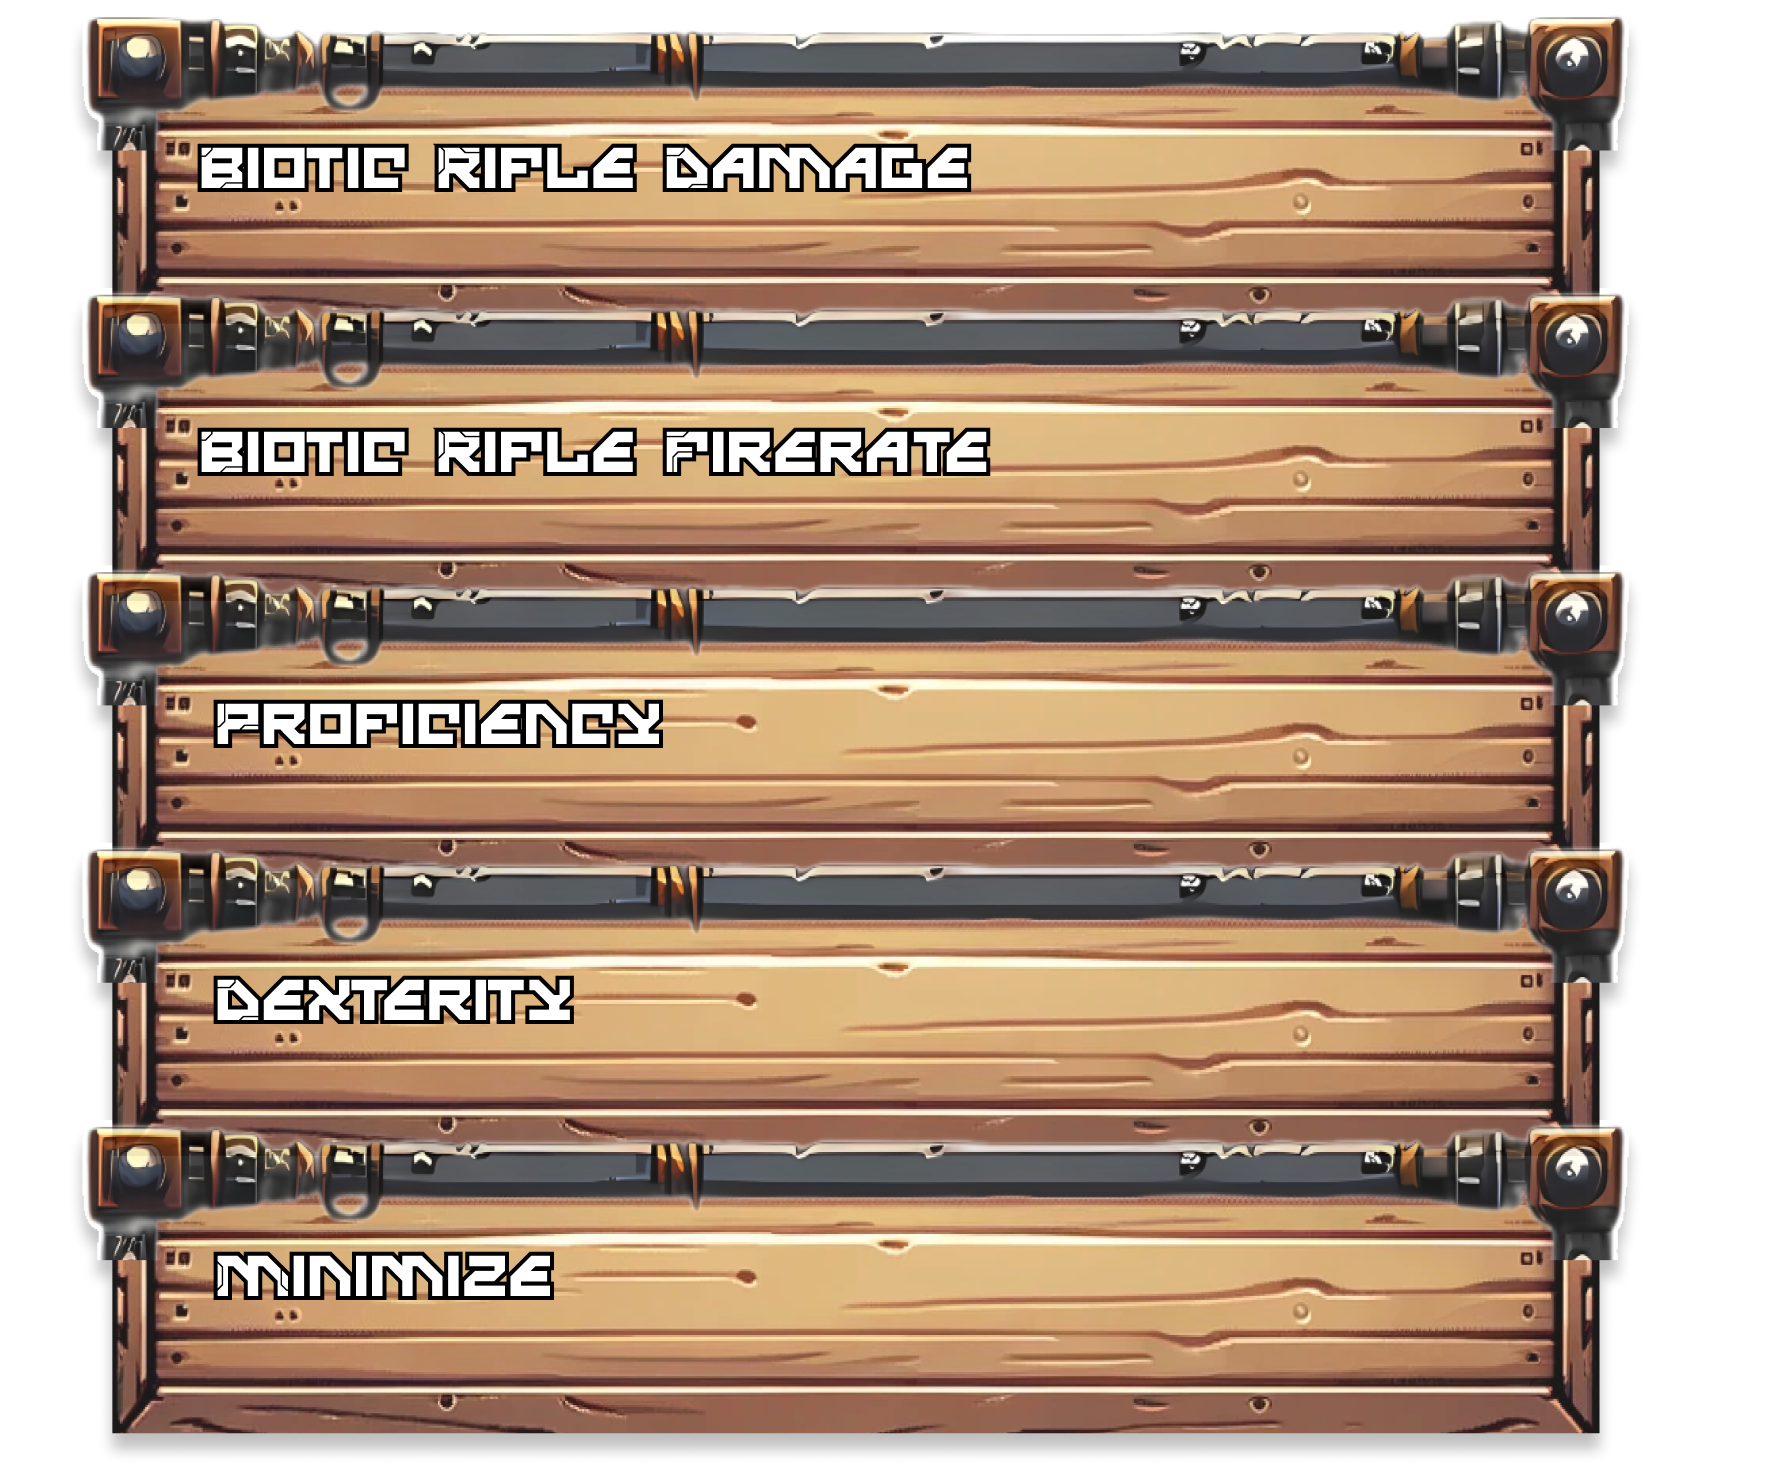 BIOTIC RIFLE DAMAGE
BIOTIC RIFLE FIRERATE
PROFICIENCY
DEXTERITY
MINIMIZE